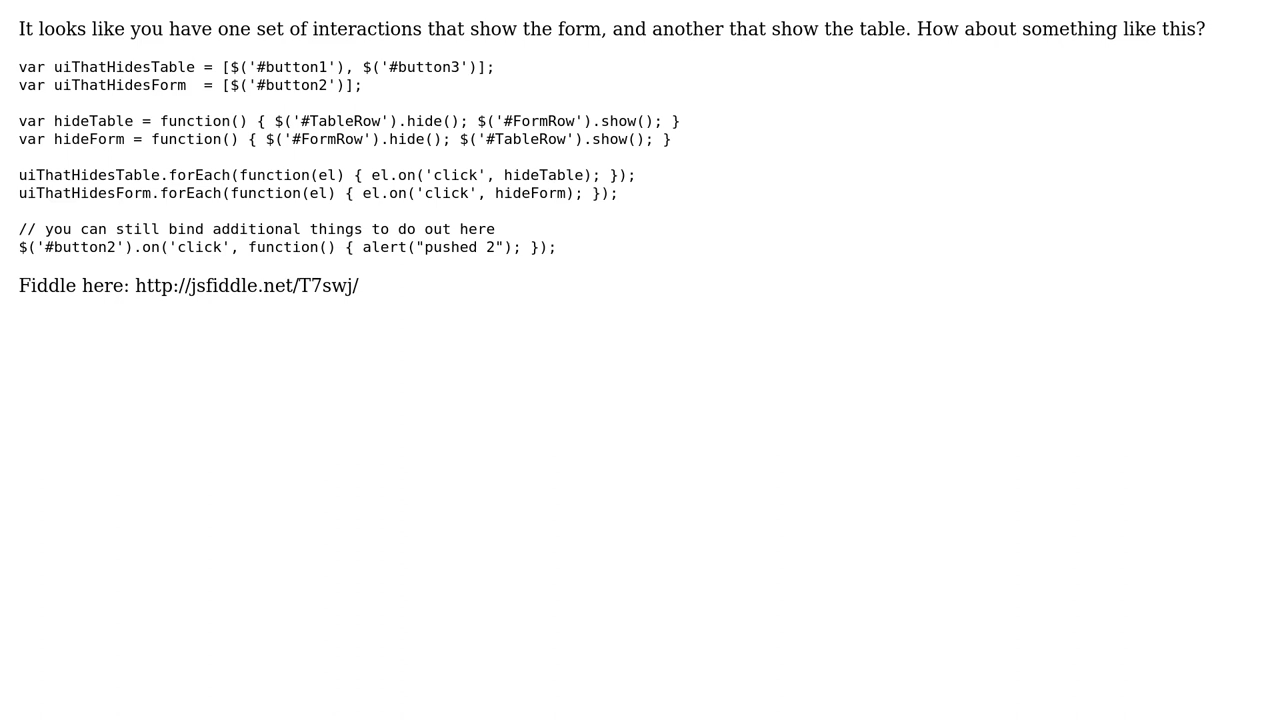 It looks like you have one set of interactions that show the form, and another that show the table. How about something like this?
var uiThatHidesTable = [$('#button1'), $('#button3')];
var uiThatHidesForm  = [$('#button2')];
var hideTable = function() { $('#TableRow').hide(); $('#FormRow').show(); }
var hideForm = function() { $('#FormRow').hide(); $('#TableRow').show(); }
uiThatHidesTable.forEach(function(el) { el.on('click', hideTable); });
uiThatHidesForm.forEach(function(el) { el.on('click', hideForm); });
// you can still bind additional things to do out here
$('#button2').on('click', function() { alert("pushed 2"); });
Fiddle here: http://jsfiddle.net/T7swj/